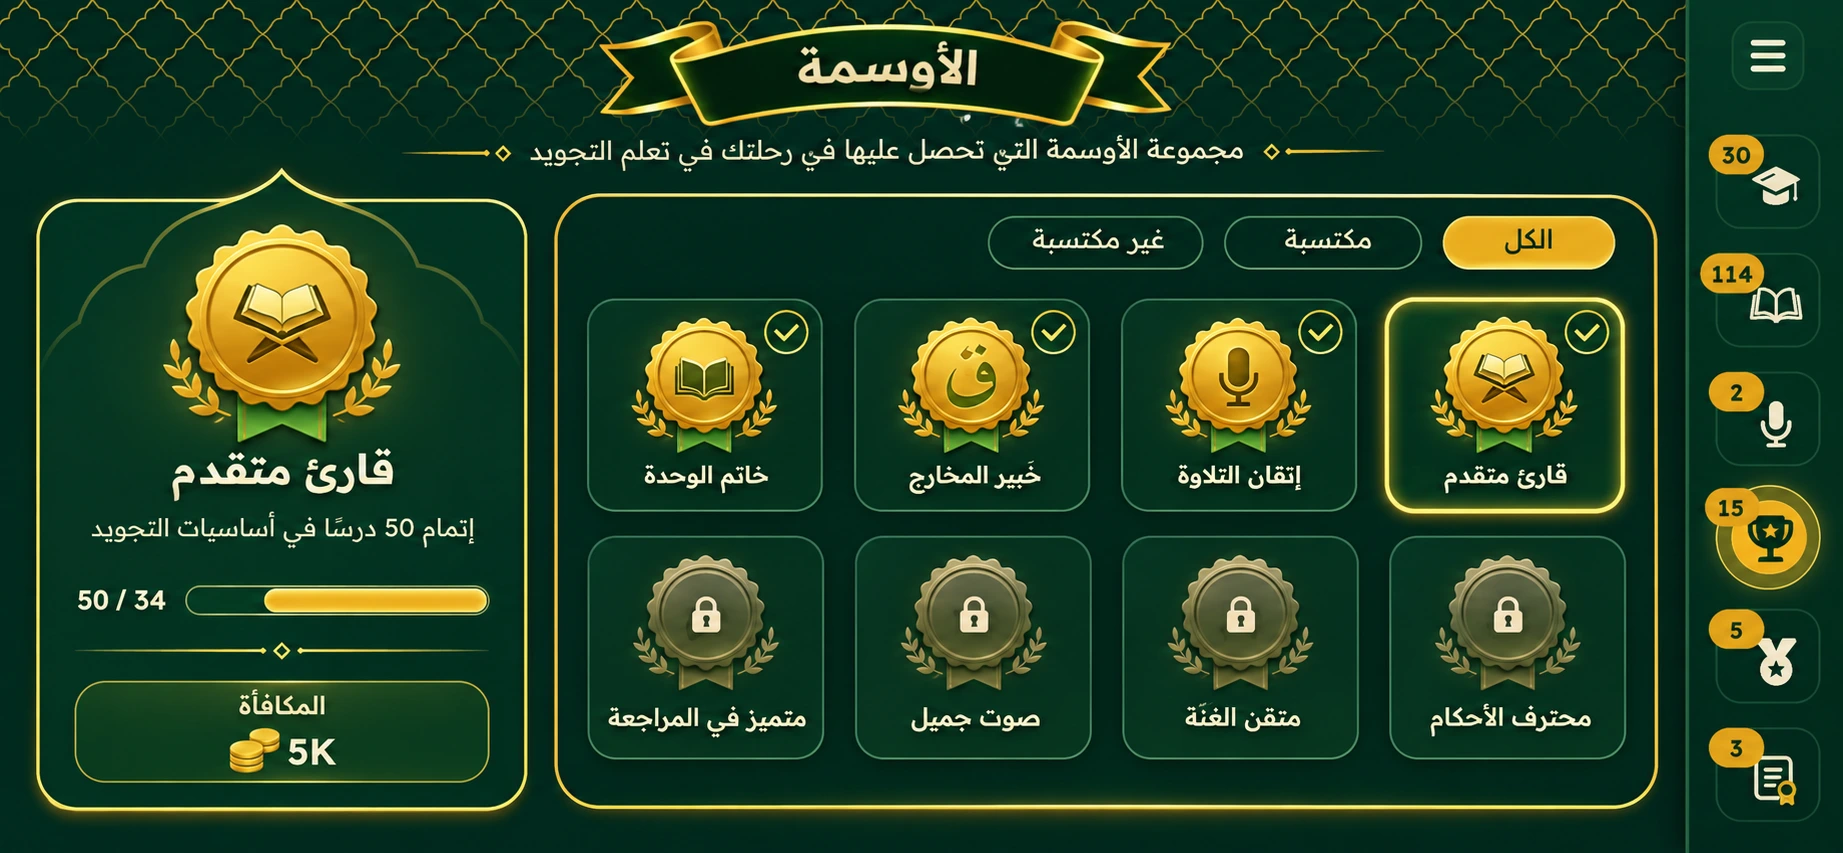 الأوسمة
مجموعة الأوسمة التي تحصل عليها في رحلتك في تعلم التجويد
30
114
2
15
5
3
الكل
مكتسبة
غير مكتسبة
قارئ متقدم
إتقان التلاوة
خَبير المخارج
ق
خاتم الوحدة
محترف الأحكام
متقن الغنّة
صوت جميل
متميز في المراجعة
قارئ متقدم
إتمام 50 درسًا في أساسيات التجويد
50 / 34
المكافأة
5K